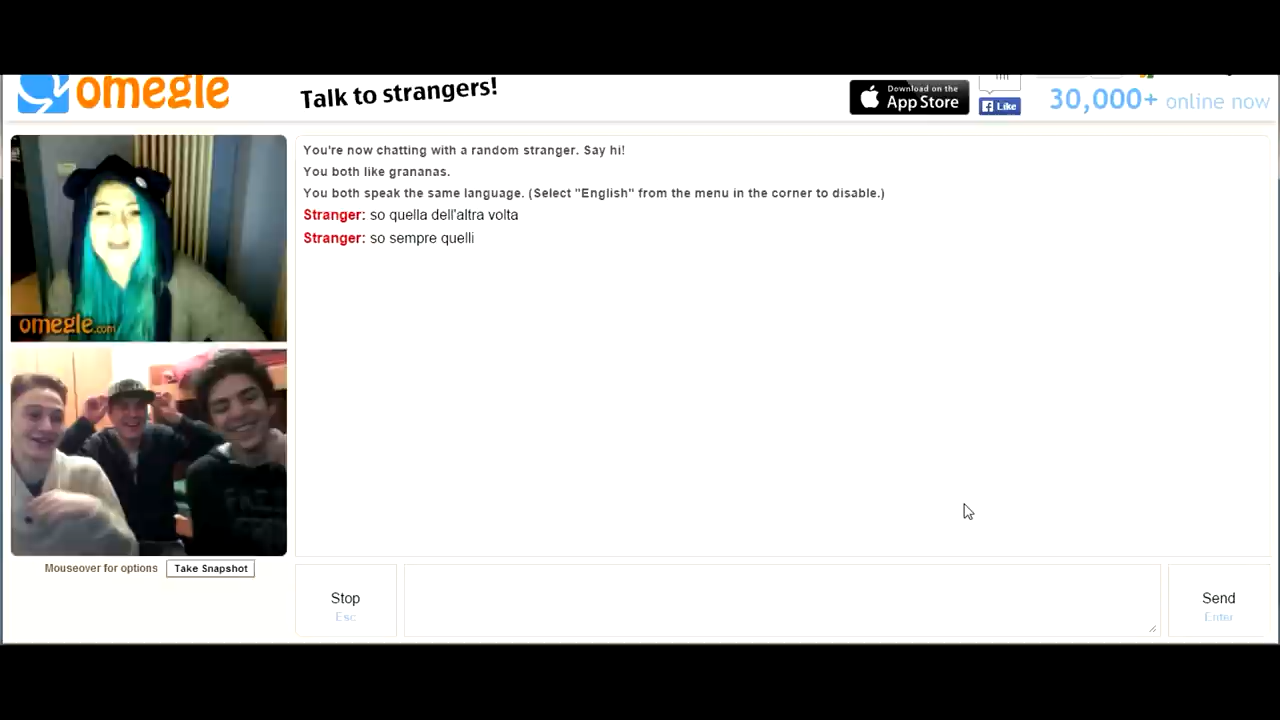 omegle
Talk to strangers!
Download on the
App Store
Like
30,000+ online now
You're now chatting with a random stranger. Say hi!
You both like grananas.
You both speak the same language. (Select "English" from the menu in the corner to disable.)
Stranger: so quella dell'altra volta
Stranger: so sempre quelli
omegle.com
Mouseover for options
Take Snapshot
Stop
Esc
Send
Enter